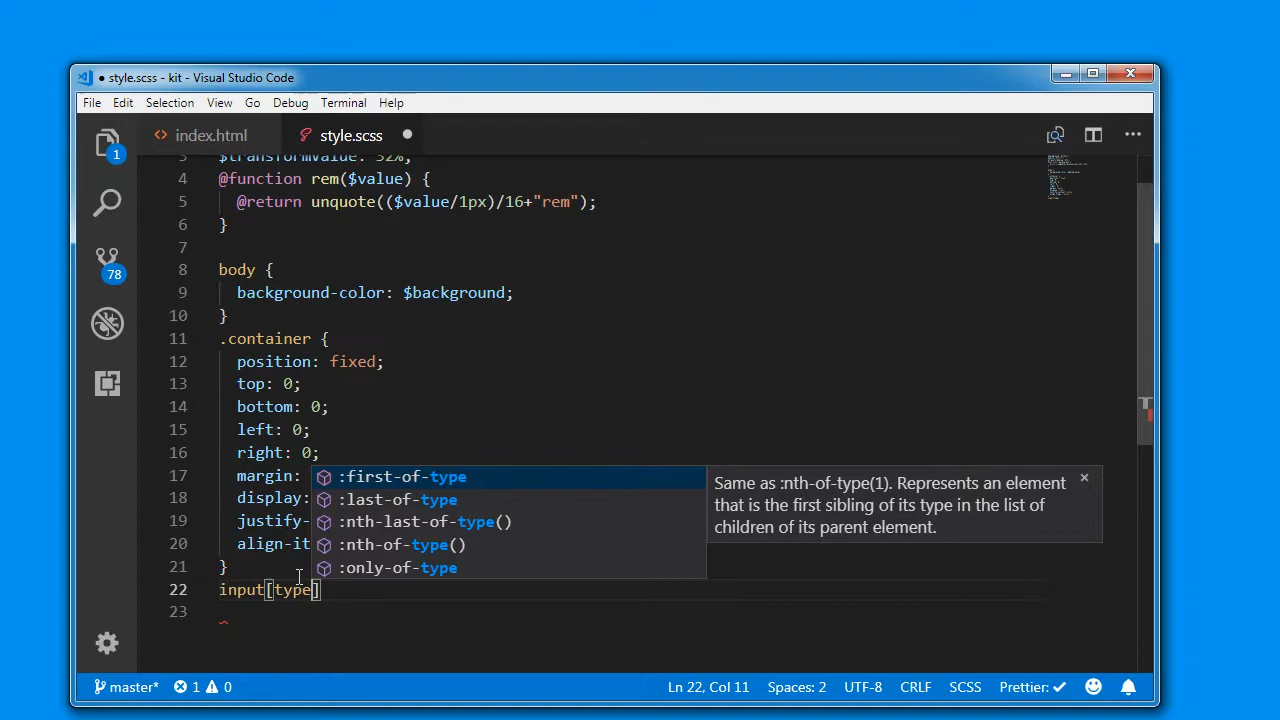 ● style.scss - kit - Visual Studio Code
File Edit Selection View Go Debug Terminal Help
index.html style.scss
3 $transformValue: 52%;
4 @function rem($value) {
5 @return unquote(($value/1px)/16+"rem");
6 }
7
8 body {
9 background-color: $background;
10 }
11 .container {
12 position: fixed;
13 top: 0;
14 bottom: 0;
15 left: 0;
16 right: 0;
17 margin:
18 display:
19 justify-
20 align-it
21 }
22 input[type]
23
:first-of-type
:last-of-type
:nth-last-of-type()
:nth-of-type()
:only-of-type
Same as :nth-of-type(1). Represents an element
that is the first sibling of its type in the list of
children of its parent element.
1
78
master* 1 0 Ln 22, Col 11 Spaces: 2 UTF-8 CRLF SCSS Prettier: ✓